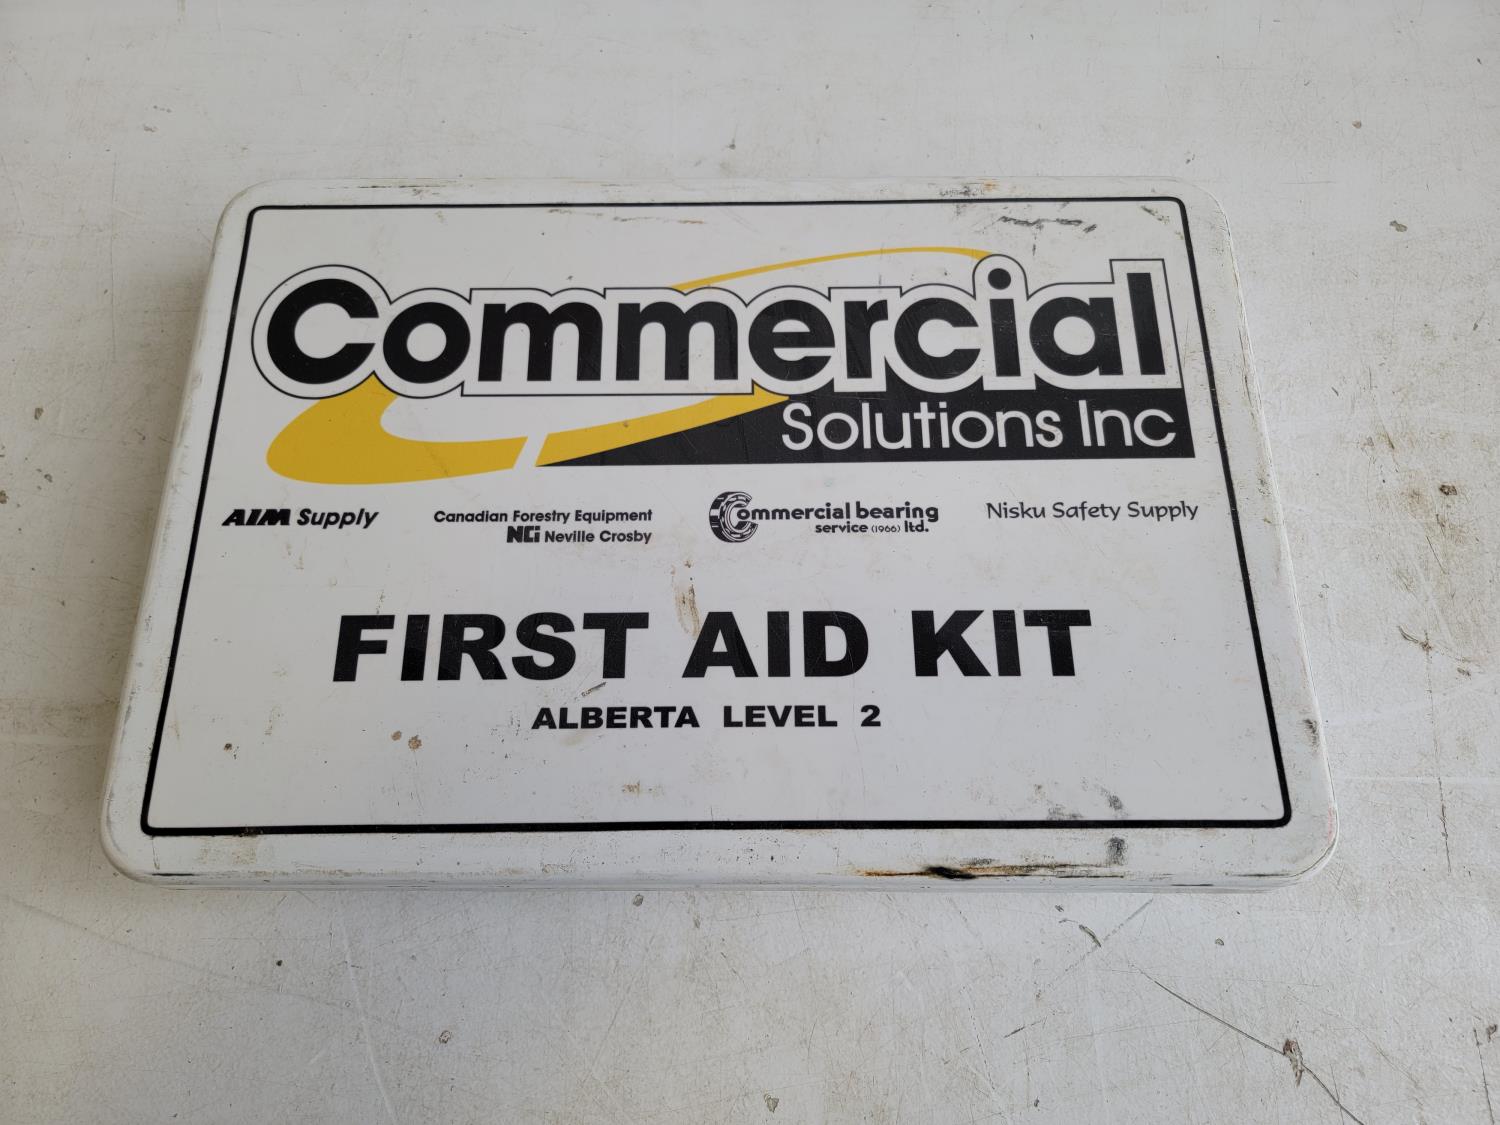 Commercial
Solutions Inc
AIM Supply
Canadian Forestry Equipment
NCi Neville Crosby
Commercial bearing
service (1966) ltd.
Nisku Safety Supply
FIRST AID KIT
ALBERTA LEVEL 2